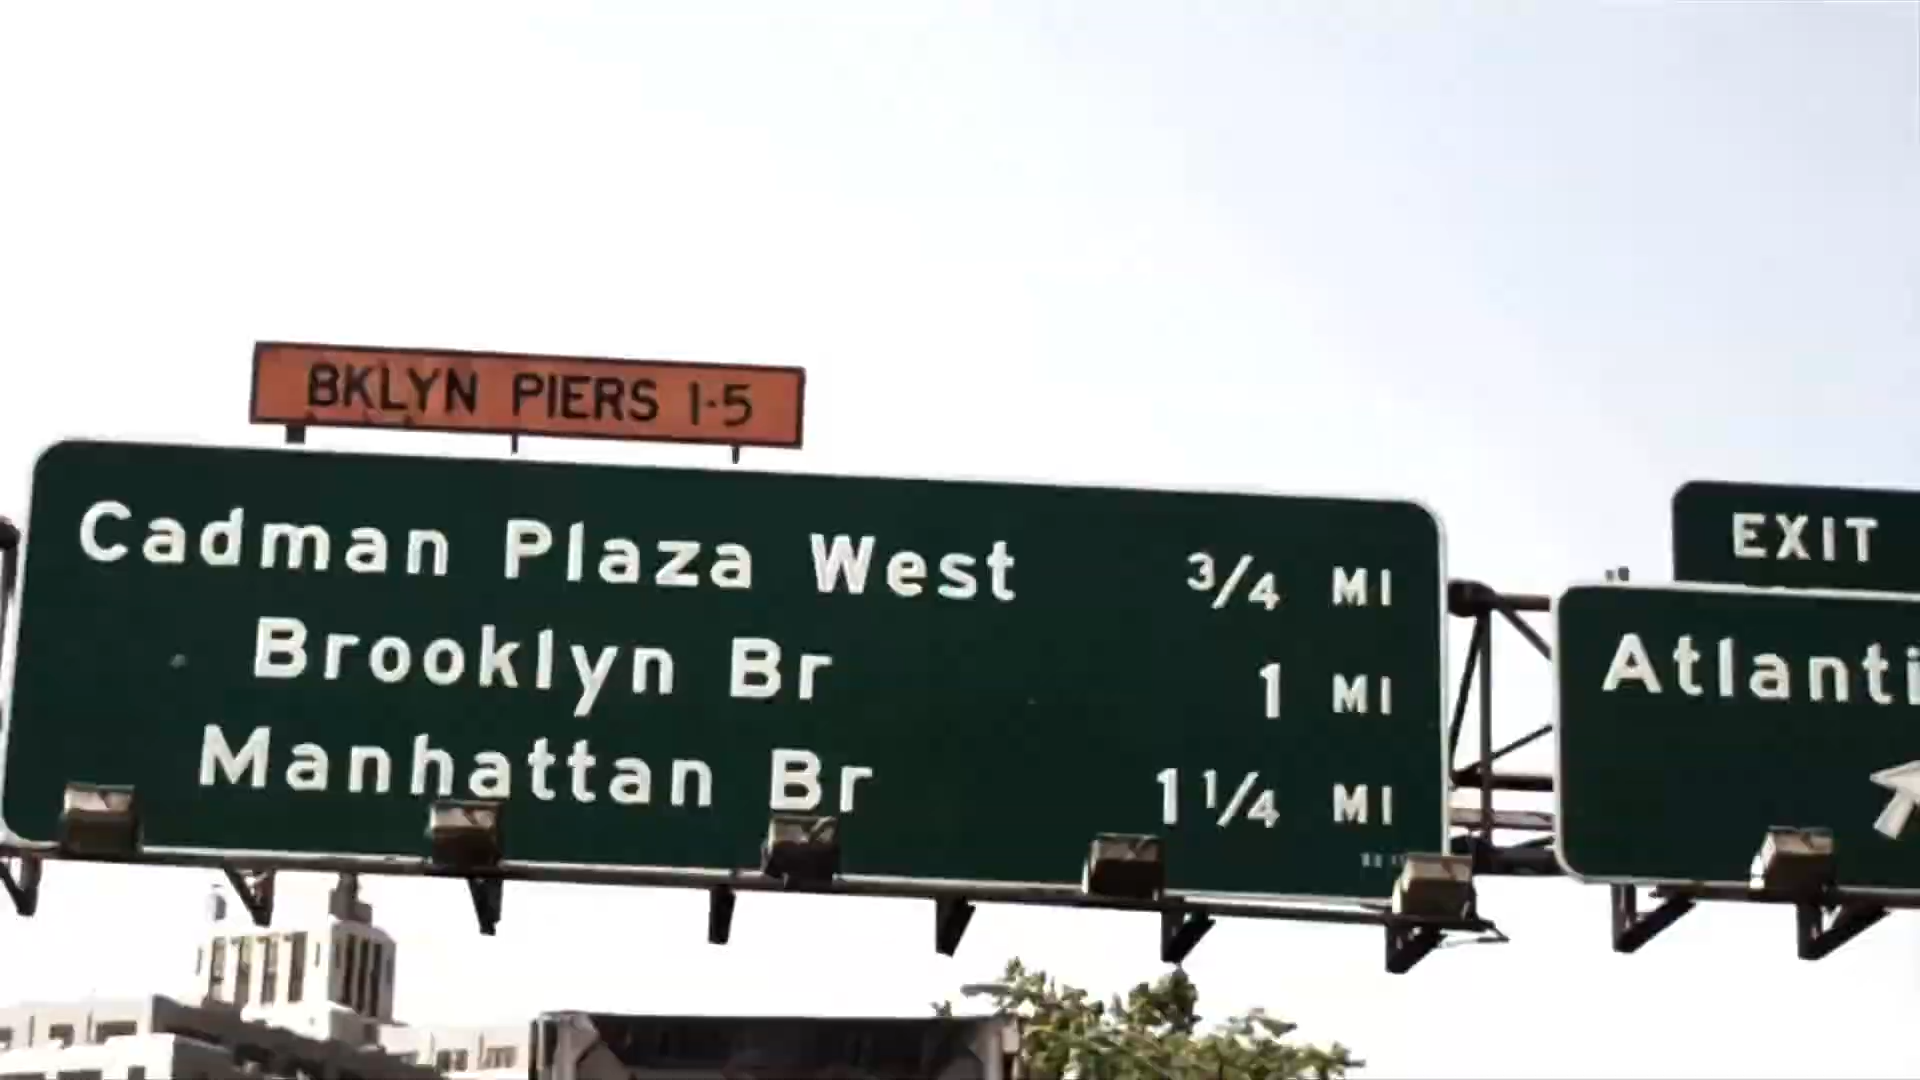 BKLYN PIERS 1-5
Cadman Plaza West 3/4 MI
Brooklyn Br 1 MI
Manhattan Br 1 1/4 MI
EXIT
Atlanti